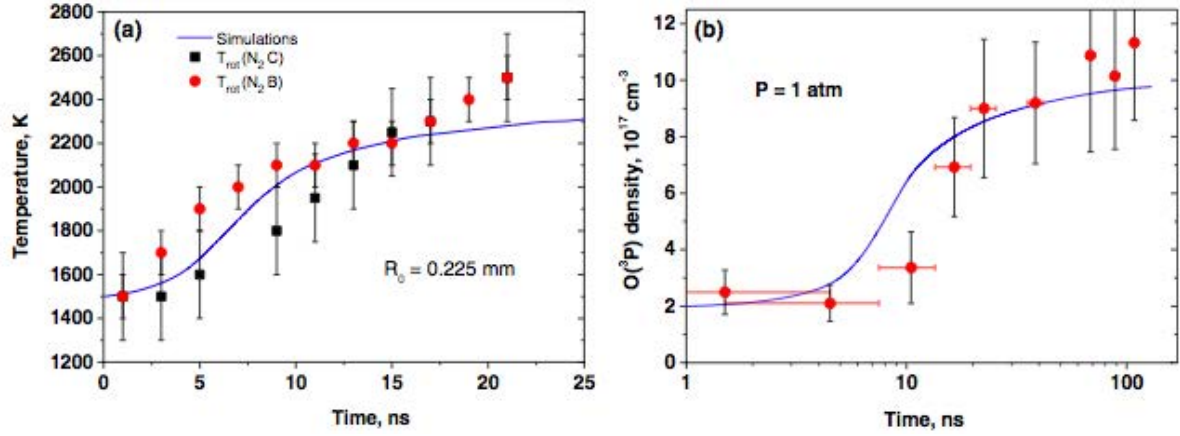 (a)
Simulations
T_rot(N₂ C)
T_rot(N₂ B)
R₀ = 0.225 mm
2800
2600
2400
2200
2000
1800
1600
1400
1200
Temperature, K
0 5 10 15 20 25
Time, ns
(b)
P = 1 atm
12
10
8
6
4
2
0
O(³P) density, 10¹⁷ cm⁻³
1 10 100
Time, ns